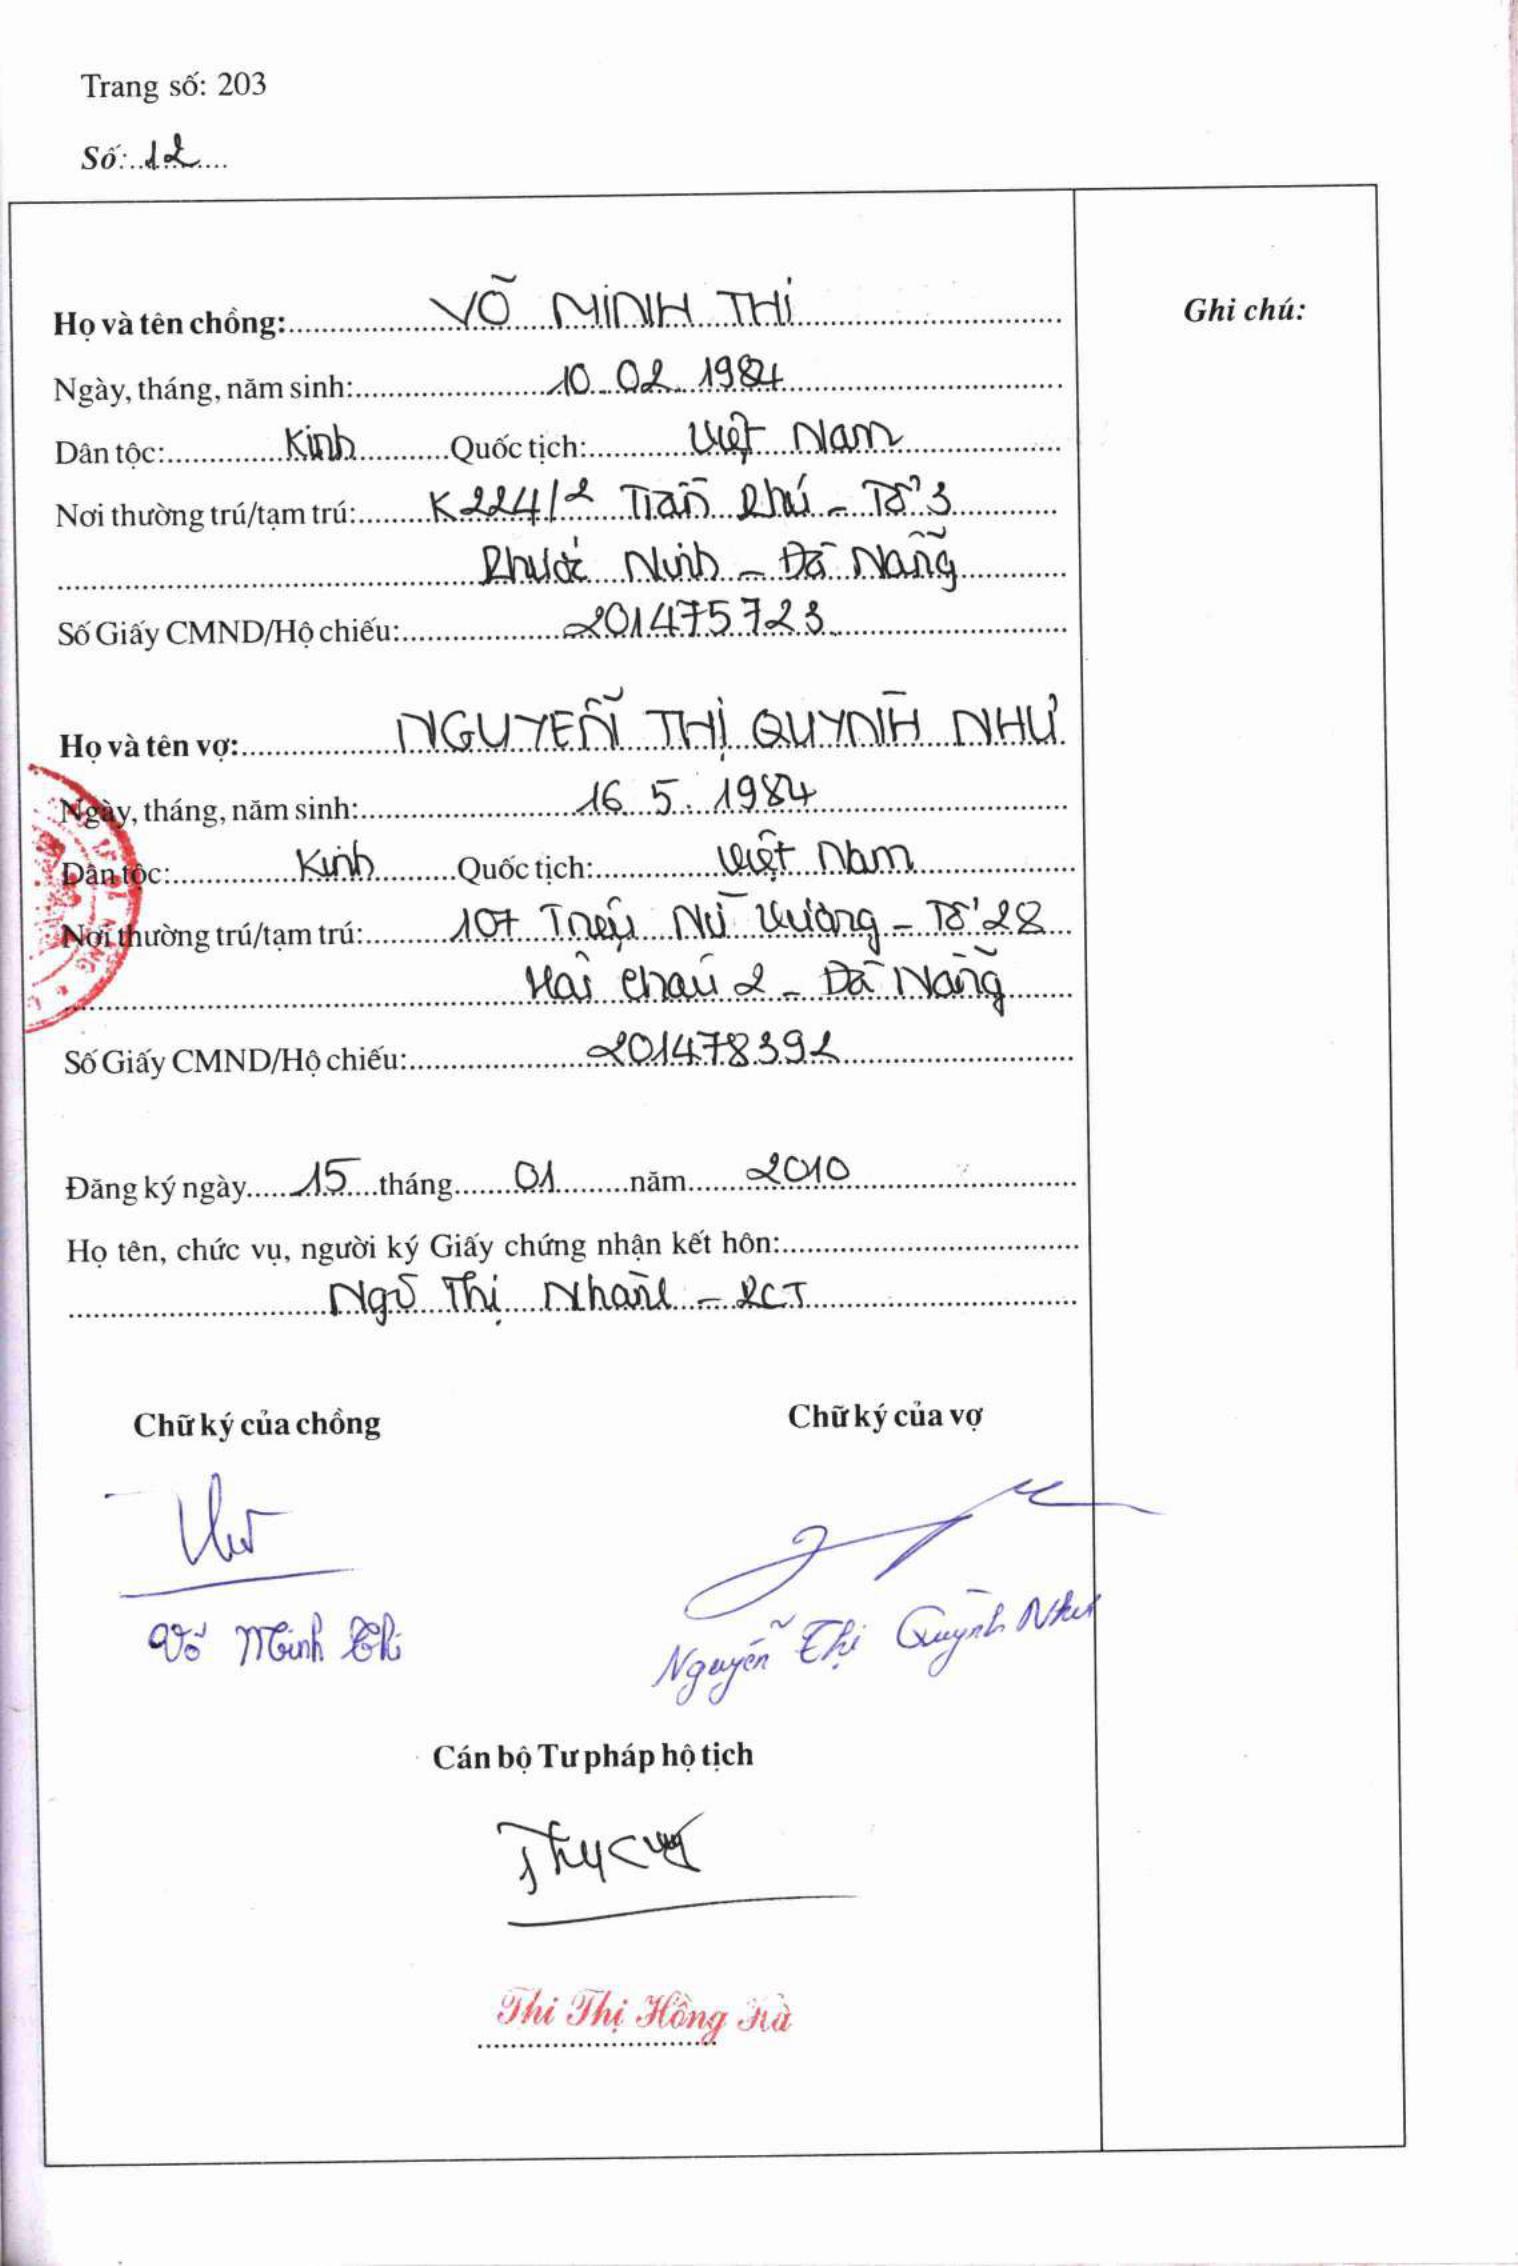 Trang số: 203
Số: 12
Họ và tên chồng: VÕ MINH THI
Ghi chú:
Ngày, tháng, năm sinh: 10.02.1984
Dân tộc: Kinh Quốc tịch: Việt Nam
Nơi thường trú/tạm trú: K224/2 Trần Phú - Tổ 3
Phước Ninh - Đà Nẵng
Số Giấy CMND/Hộ chiếu: 201475723
Họ và tên vợ: NGUYỄN THỊ QUỲNH NHƯ
Ngày, tháng, năm sinh: 16.5.1984
Dân tộc: Kinh Quốc tịch: Việt Nam
Nơi thường trú/tạm trú: 107 Triệu Nữ Vương - Tổ 28
Hải Châu 2 - Đà Nẵng
Số Giấy CMND/Hộ chiếu: 201478392
Đăng ký ngày 15 tháng 01 năm 2010
Họ tên, chức vụ, người ký Giấy chứng nhận kết hôn:
Ngô Thị Nhàn - PCT
Chữ ký của chồng Chữ ký của vợ
Võ Minh Thi
Nguyễn Thị Quỳnh Như
Cán bộ Tư pháp hộ tịch
Thi Thị Hồng Hà